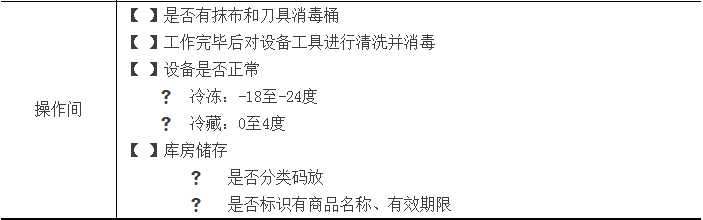 【 】是否有抹布和刀具消毒桶
【 】工作完毕后对设备工具进行清洗并消毒
【 】设备是否正常
? 冷冻：-18至-24度
操作间
? 冷藏：0至4度
【 】库房储存
? 是否分类码放
? 是否标识有商品名称、有效期限